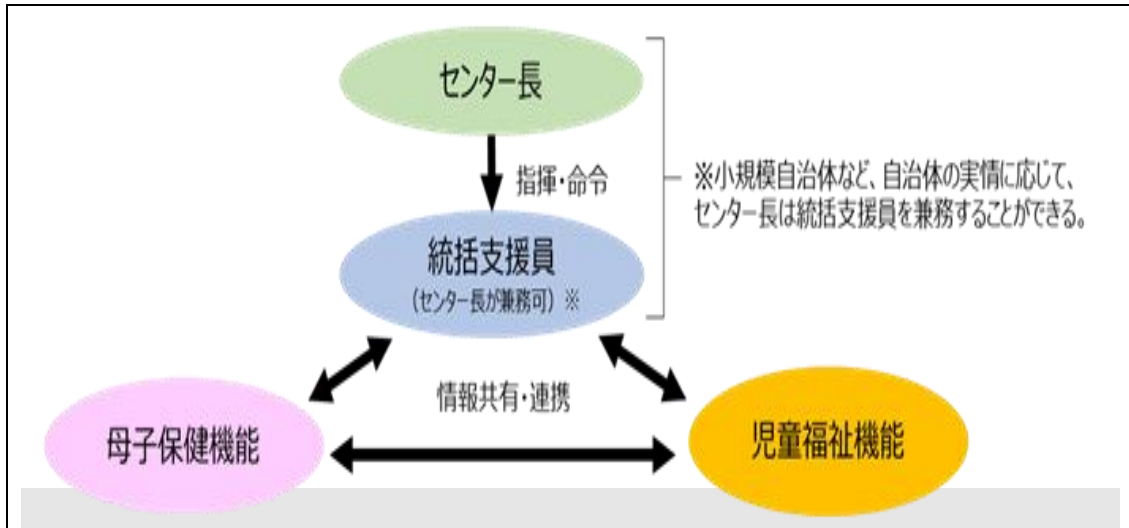 センター長
指揮・命令
※小規模自治体など、自治体の実情に応じて、
センター長は統括支援員を兼務することができる。
統括支援員
（センター長が兼務可）※
情報共有・連携
母子保健機能
児童福祉機能